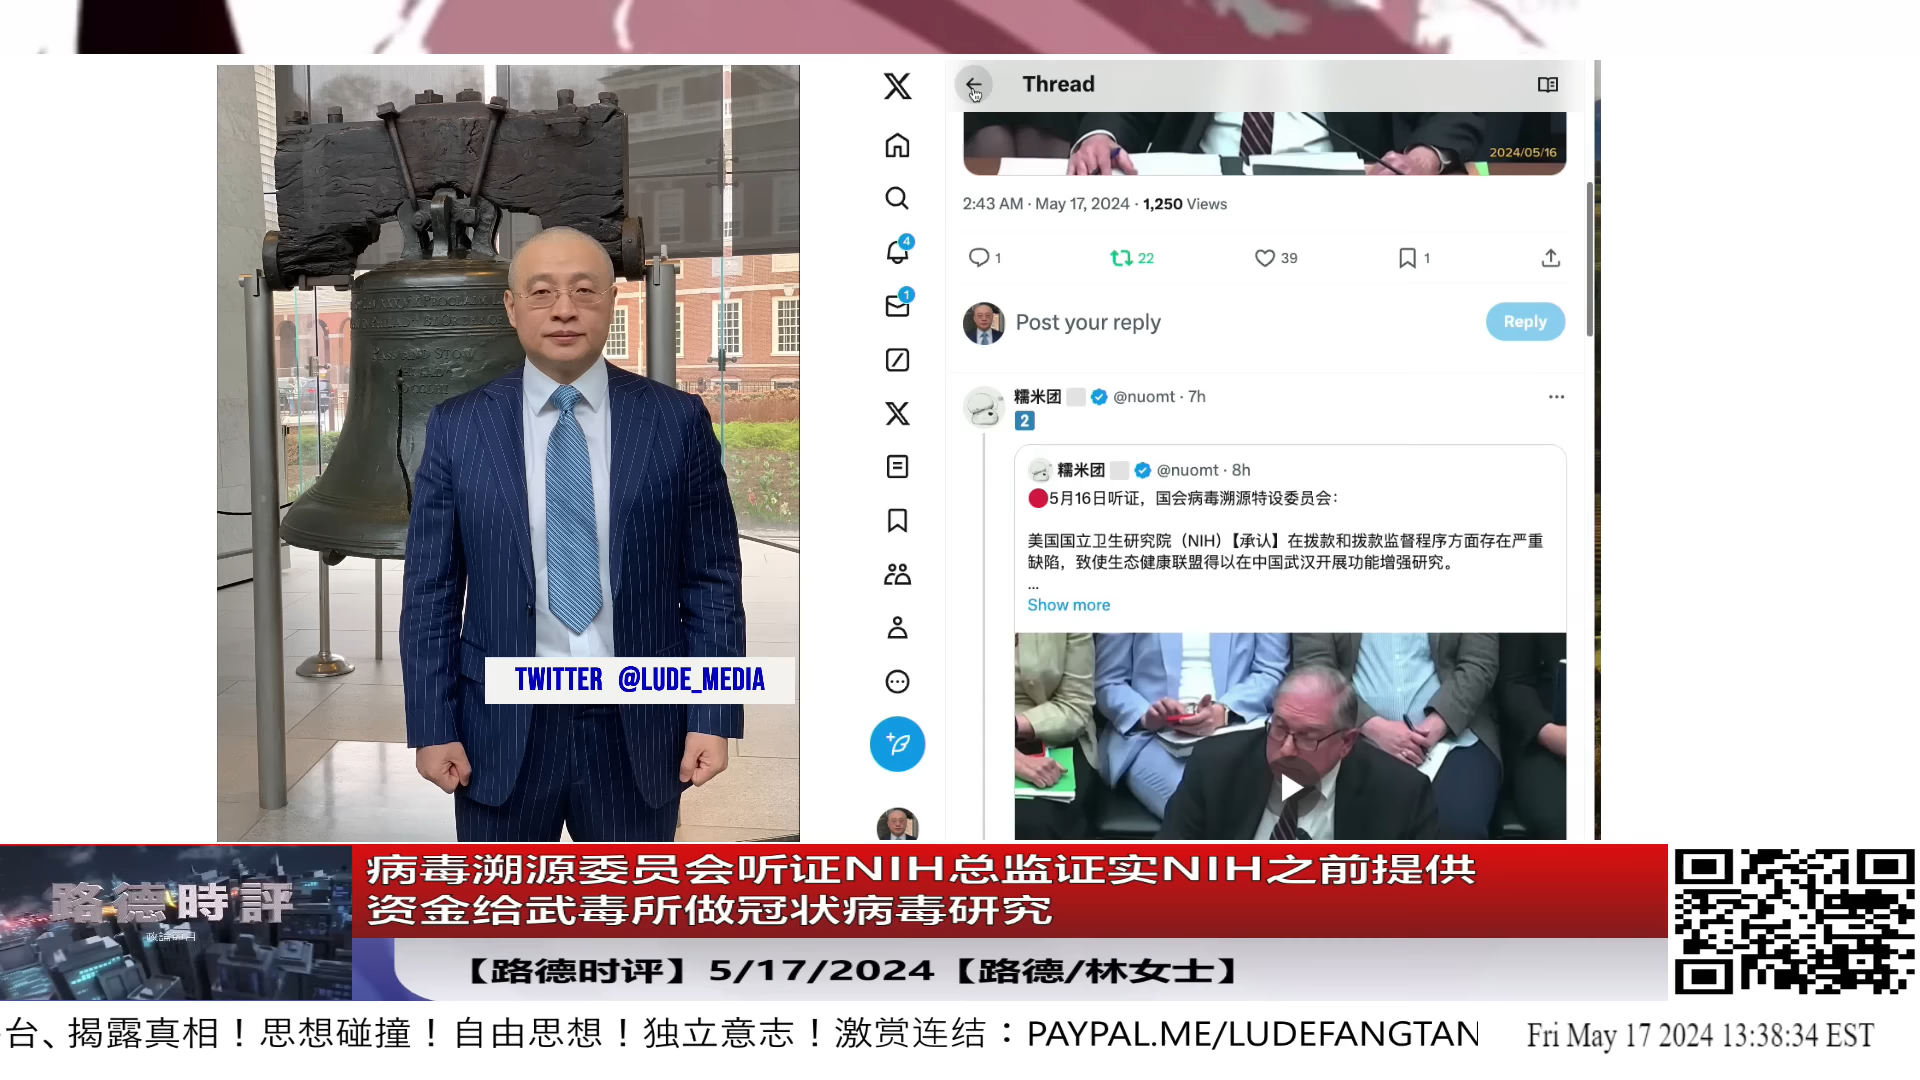 Thread
2024/05/16
2:43 AM · May 17, 2024 · 1,250 Views
1
22
39
1
4
1
Post your reply
Reply
糯米团 @nuomt · 7h
2
糯米团 @nuomt · 8h
5月16日听证，国会病毒溯源特设委员会：
美国国立卫生研究院（NIH）【承认】在拨款和拨款监督程序方面存在严重
缺陷，致使生态健康联盟得以在中国武汉开展功能增强研究。
...
Show more
PASS AND STOW
TWITTER @LUDE_MEDIA
路德時評
病毒溯源委员会听证NIH总监证实NIH之前提供
资金给武毒所做冠状病毒研究
【路德时评】5/17/2024【路德/林女士】
台、揭露真相！思想碰撞！自由思想！独立意志！激赏连结：PAYPAL.ME/LUDEFANGTAN
Fri May 17 2024 13:38:34 EST